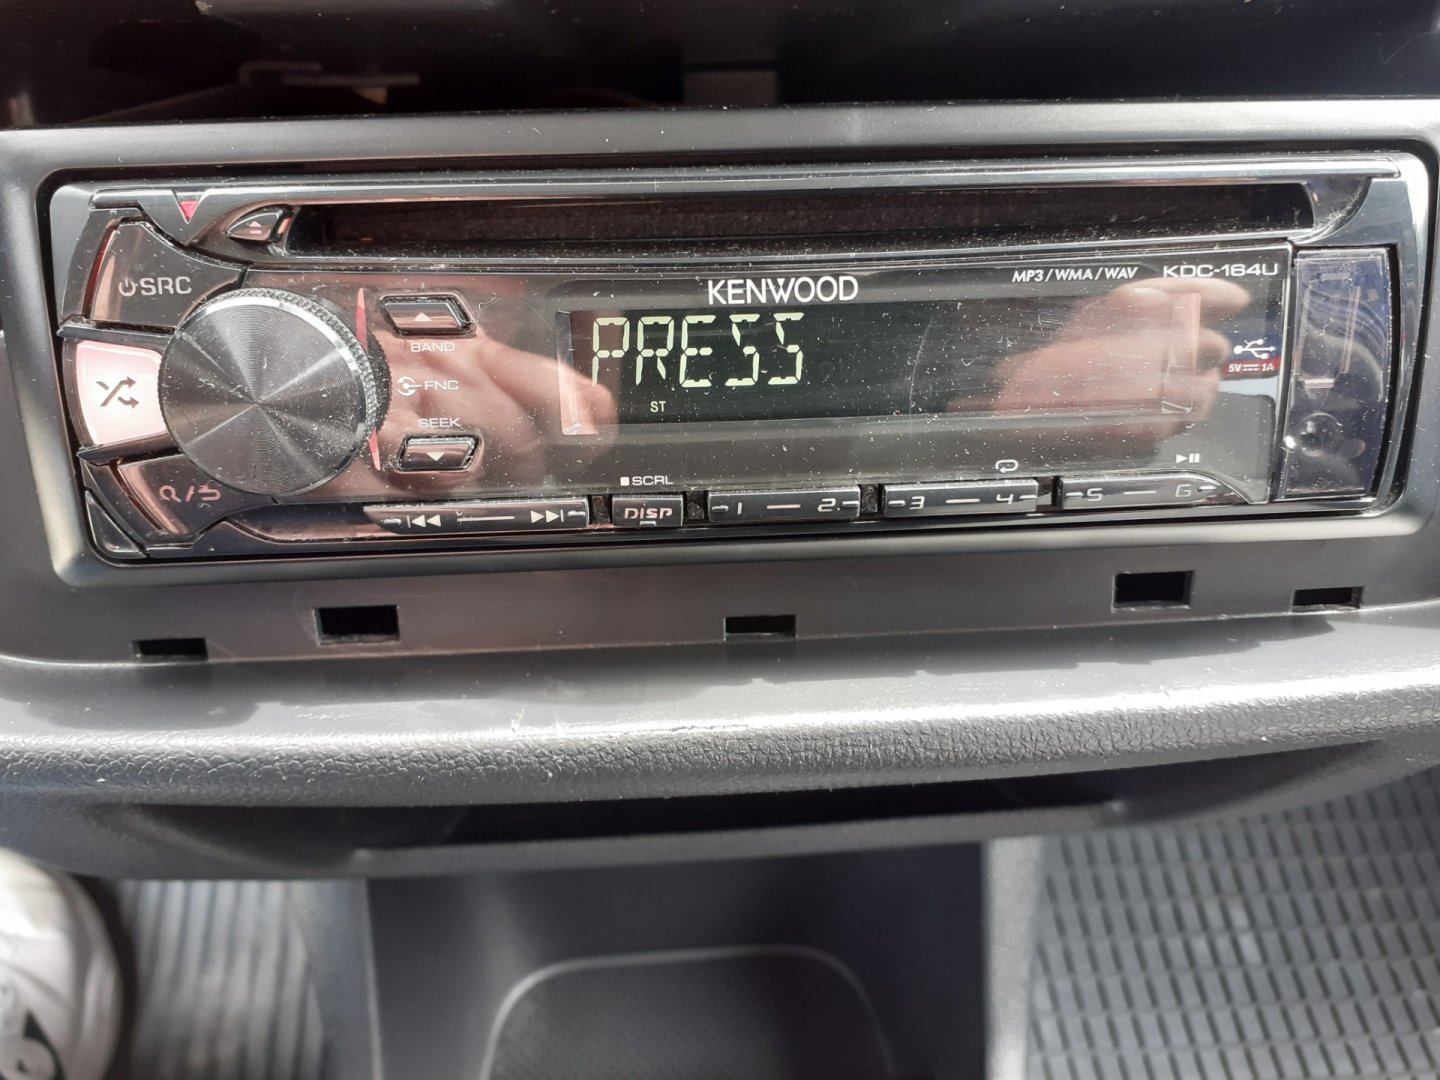 SRC
KENWOOD
MP3/WMA/WAV
KDC-164U
PRESS
ST
BAND
FNC
SEEK
5V 1A
SCRL
DISP
1
2
3
4
5
6